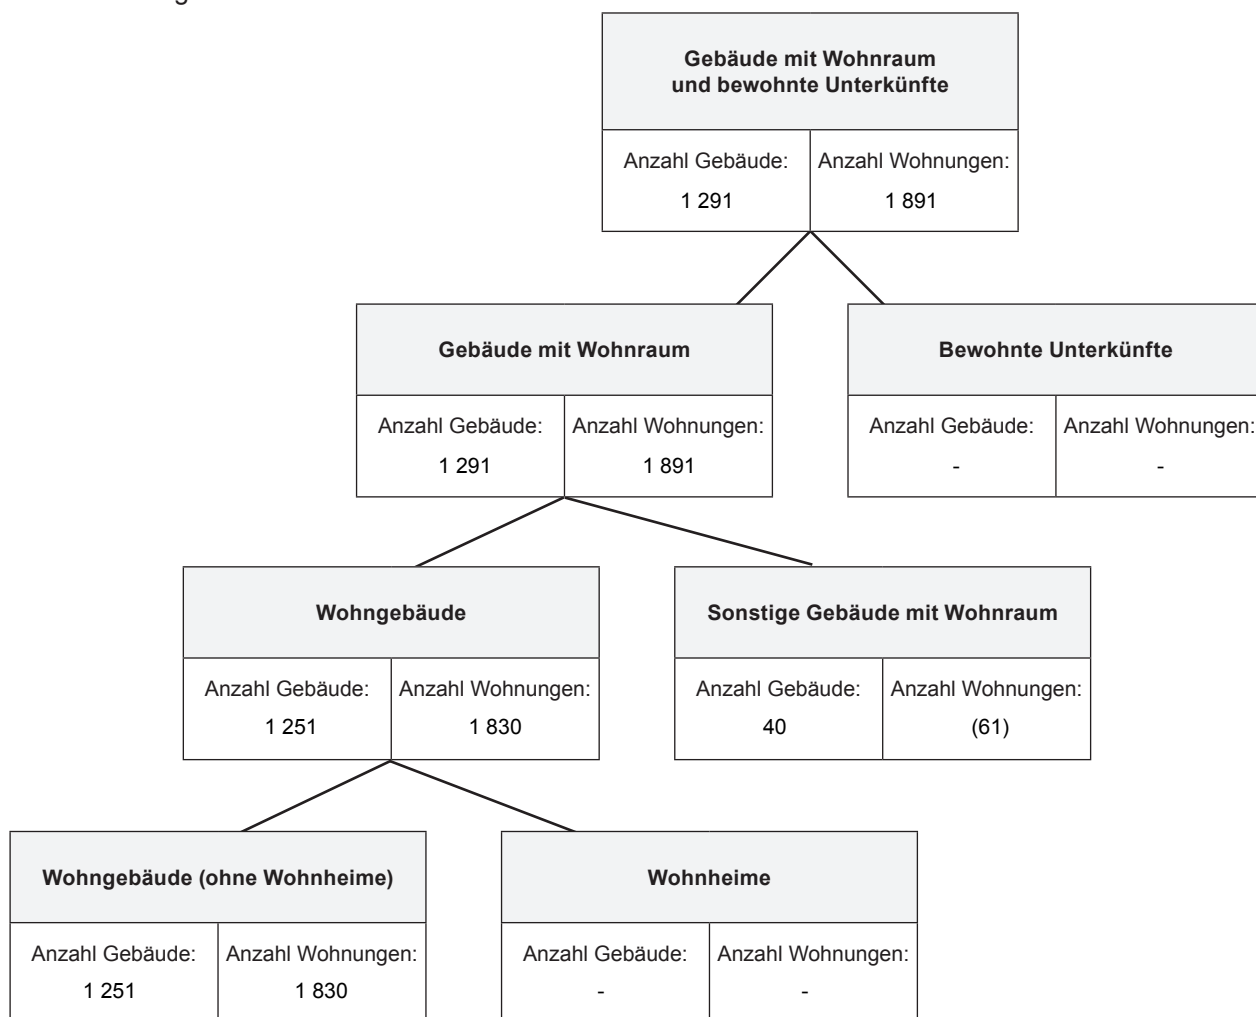 Gebäude mit Wohnraum
und bewohnte Unterkünfte
Anzahl Gebäude: Anzahl Wohnungen:
1 291 1 891
Gebäude mit Wohnraum
Anzahl Gebäude: Anzahl Wohnungen:
1 291 1 891
Bewohnte Unterkünfte
Anzahl Gebäude: Anzahl Wohnungen:
- -
Wohngebäude
Anzahl Gebäude: Anzahl Wohnungen:
1 251 1 830
Sonstige Gebäude mit Wohnraum
Anzahl Gebäude: Anzahl Wohnungen:
40 (61)
Wohngebäude (ohne Wohnheime)
Anzahl Gebäude: Anzahl Wohnungen:
1 251 1 830
Wohnheime
Anzahl Gebäude: Anzahl Wohnungen:
- -